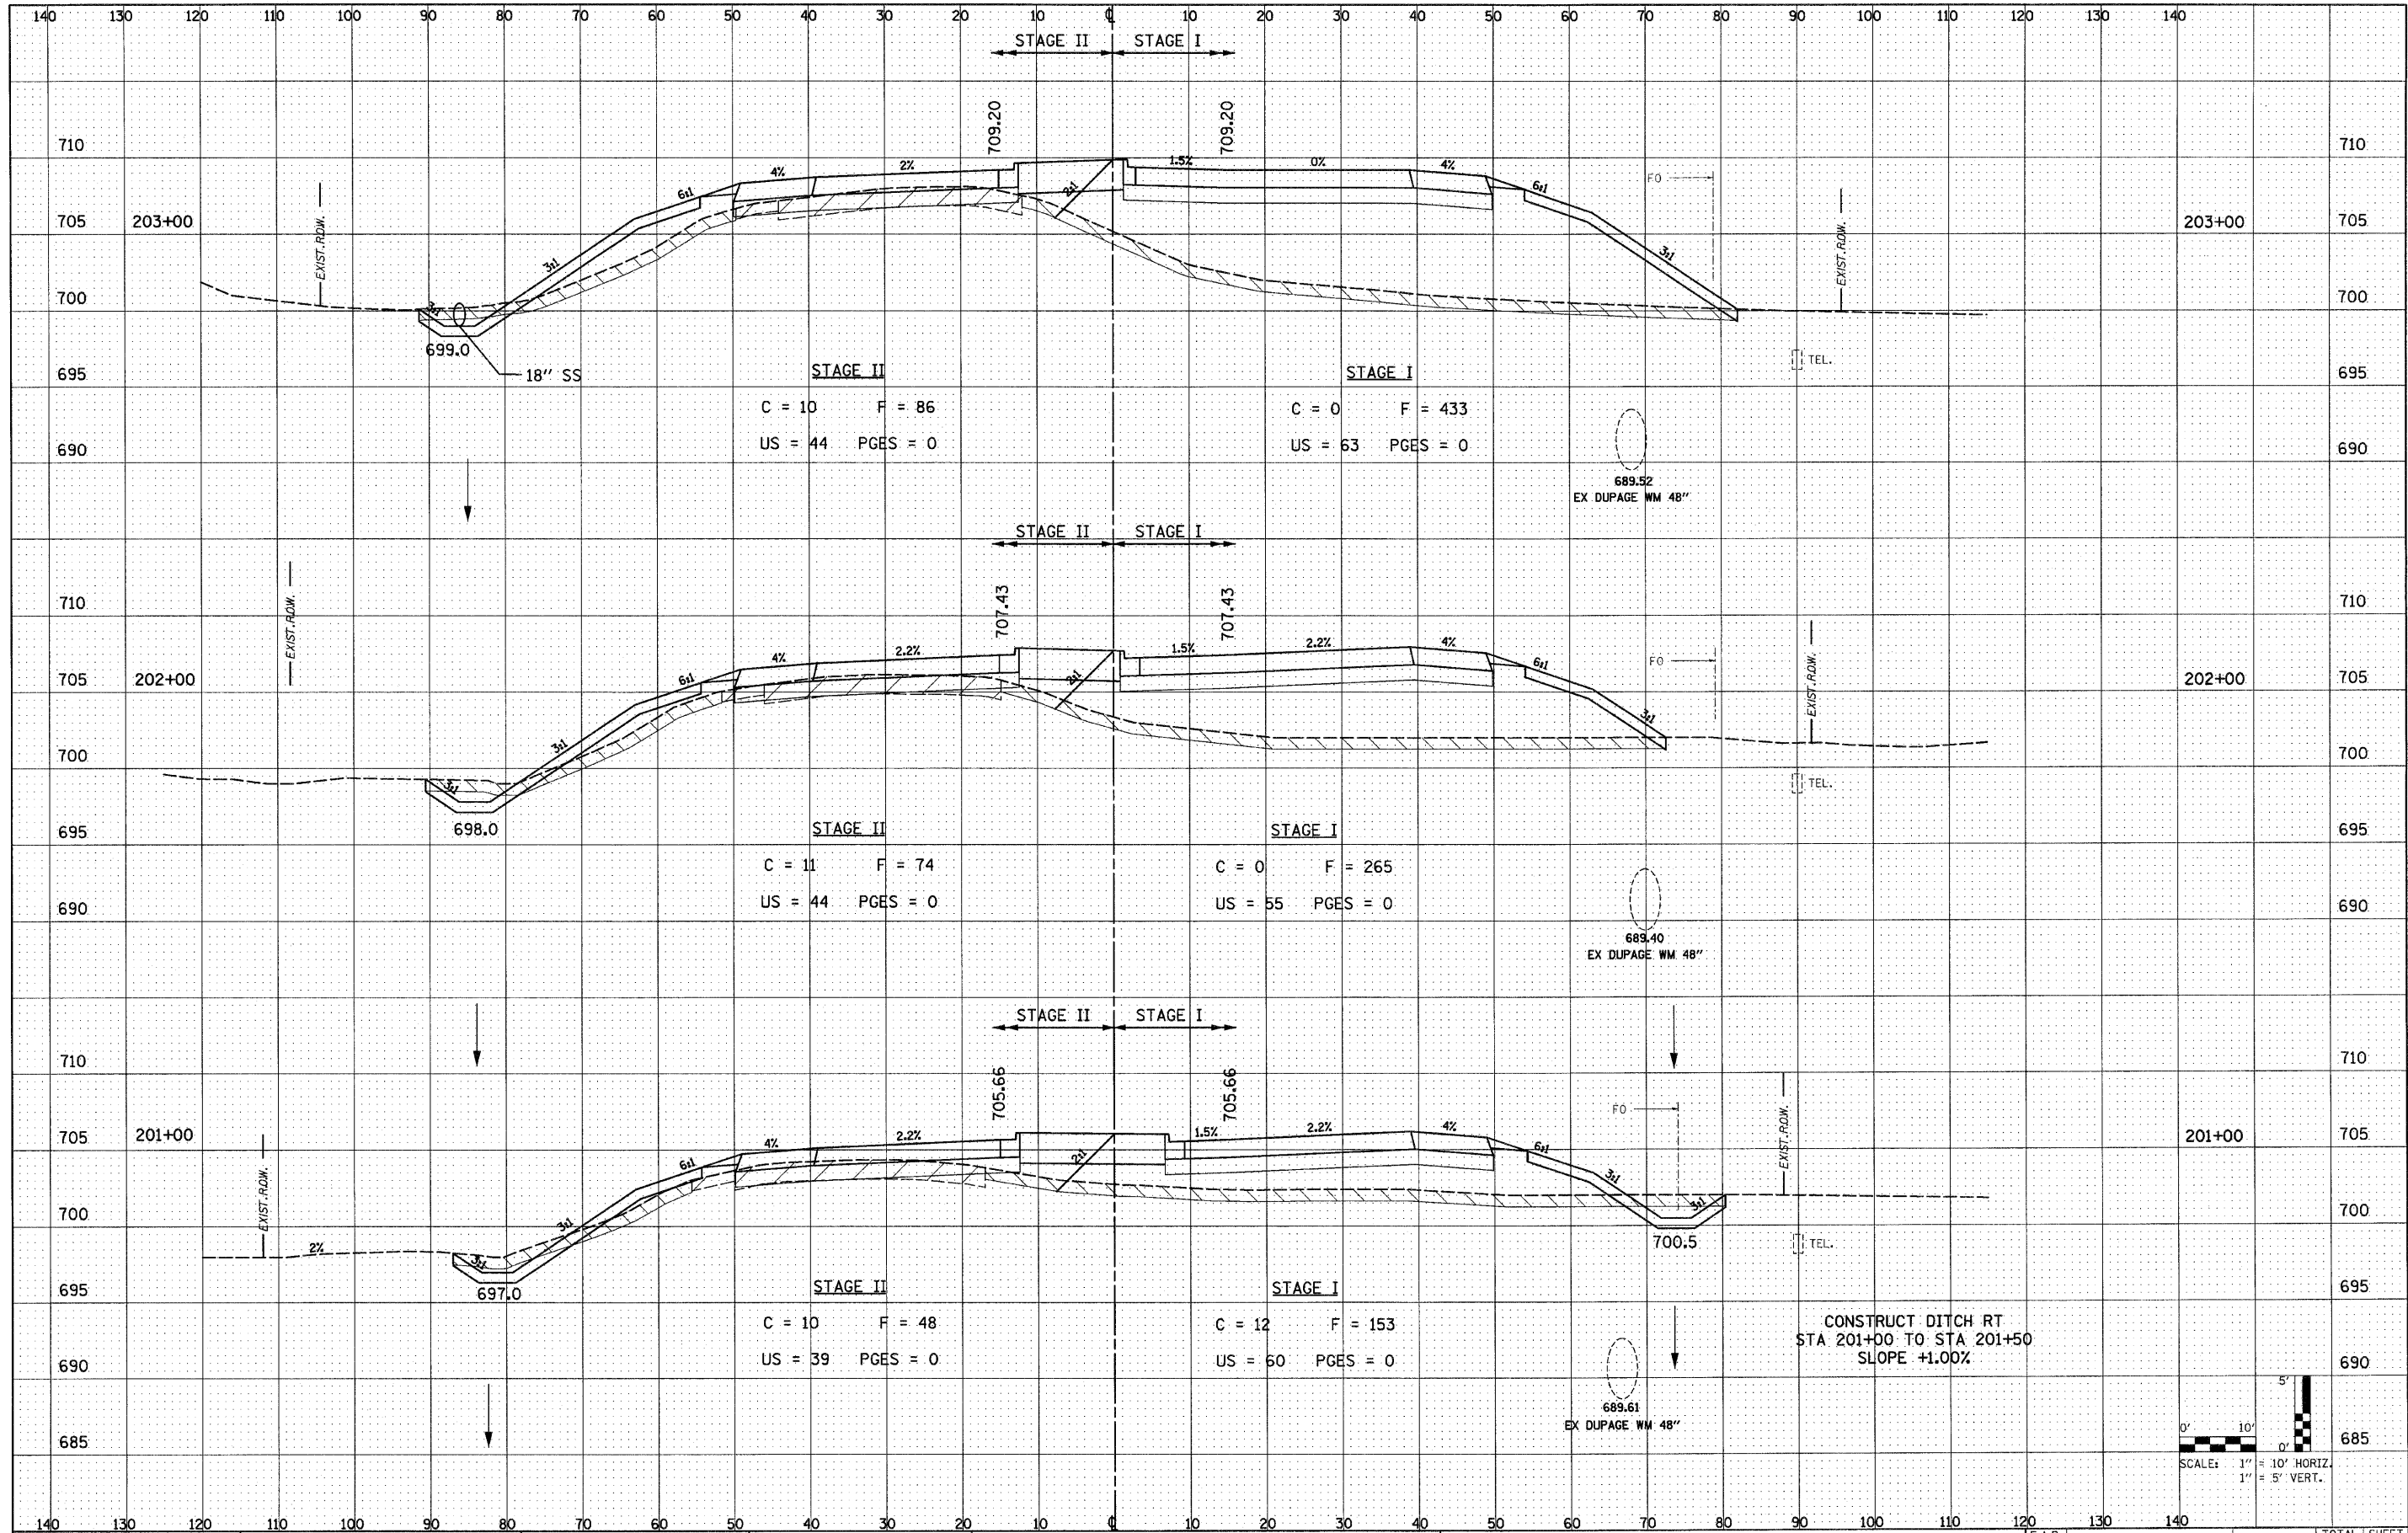 140 130 120 110 100 90 80 70 60 50 40 30 20 10 ℄ 10 20 30 40 50 60 70 80 90 100 110 120 130 140
STAGE II STAGE I
709.20 709.20
710 710
2% 1.5% 0% 4%
4%
6:1 6:1
FO
2:1
705 203+00 203+00 705
EXIST. R.O.W. EXIST. R.O.W.
3:1 3:1
700 700
3:1
699.0
18" SS
TEL.
695 695
STAGE II STAGE I
C = 10 F = 86 C = 0 F = 433
US = 44 PGES = 0 US = 63 PGES = 0
690 690
689.52
EX DUPAGE WM 48"
STAGE II STAGE I
707.43 707.43
710 710
EXIST. R.O.W. EXIST. R.O.W.
4% 2.2% 1.5% 2.2% 4%
FO
6:1 2:1 6:1
705 202+00 202+00 705
3:1 3:1
700 700
3:1
TEL.
698.0
695 695
STAGE II STAGE I
C = 11 F = 74 C = 0 F = 265
US = 44 PGES = 0 US = 55 PGES = 0
690 690
689.40
EX DUPAGE WM 48"
STAGE II STAGE I
705.66 705.66
710 710
FO
705 201+00 201+00 705
4% 2.2% 1.5% 2.2% 4%
6:1 2:1 6:1
EXIST. R.O.W. EXIST. R.O.W.
3:1 3:1
700 700
3:1 3:1
2%
700.5
TEL.
697.0
695 695
STAGE II STAGE I
C = 10 F = 48 C = 12 F = 153
US = 39 PGES = 0 US = 60 PGES = 0
CONSTRUCT DITCH RT
STA 201+00 TO STA 201+50
SLOPE +1.00%
690 690
689.61
EX DUPAGE WM 48"
5'
0' 10'
0'
685 685
SCALE: 1" = 10' HORIZ.
1" = 5' VERT.
140 130 120 110 100 90 80 70 60 50 40 30 20 10 ℄ 10 20 30 40 50 60 70 80 90 100 110 120 130 140